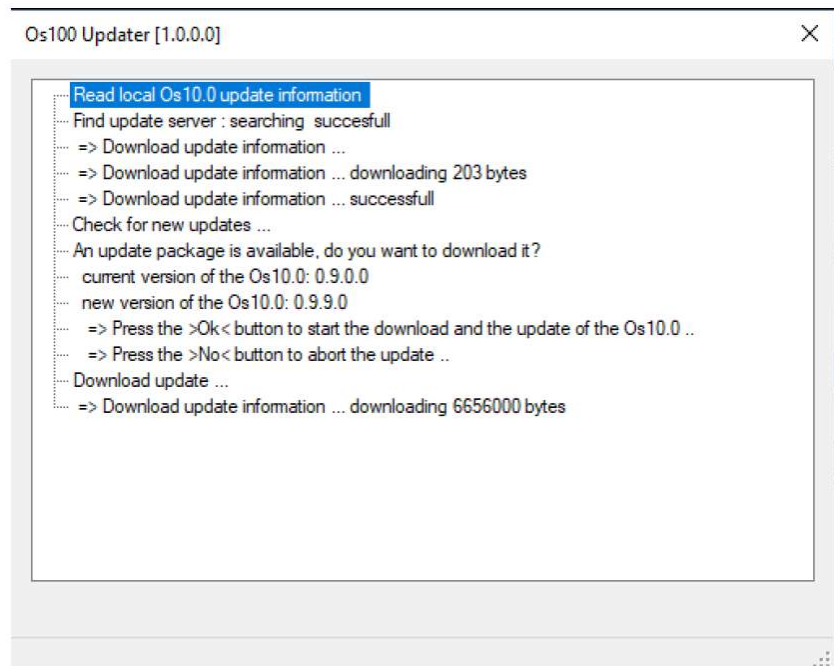 Os100 Updater [1.0.0.0]
Read local Os10.0 update information
Find update server : searching succesfull
=> Download update information ...
=> Download update information ... downloading 203 bytes
=> Download update information ... successfull
Check for new updates ...
An update package is available, do you want to download it?
current version of the Os10.0: 0.9.0.0
new version of the Os10.0: 0.9.9.0
=> Press the >Ok< button to start the download and the update of the Os10.0 ..
=> Press the >No< button to abort the update ..
Download update ...
=> Download update information ... downloading 6656000 bytes